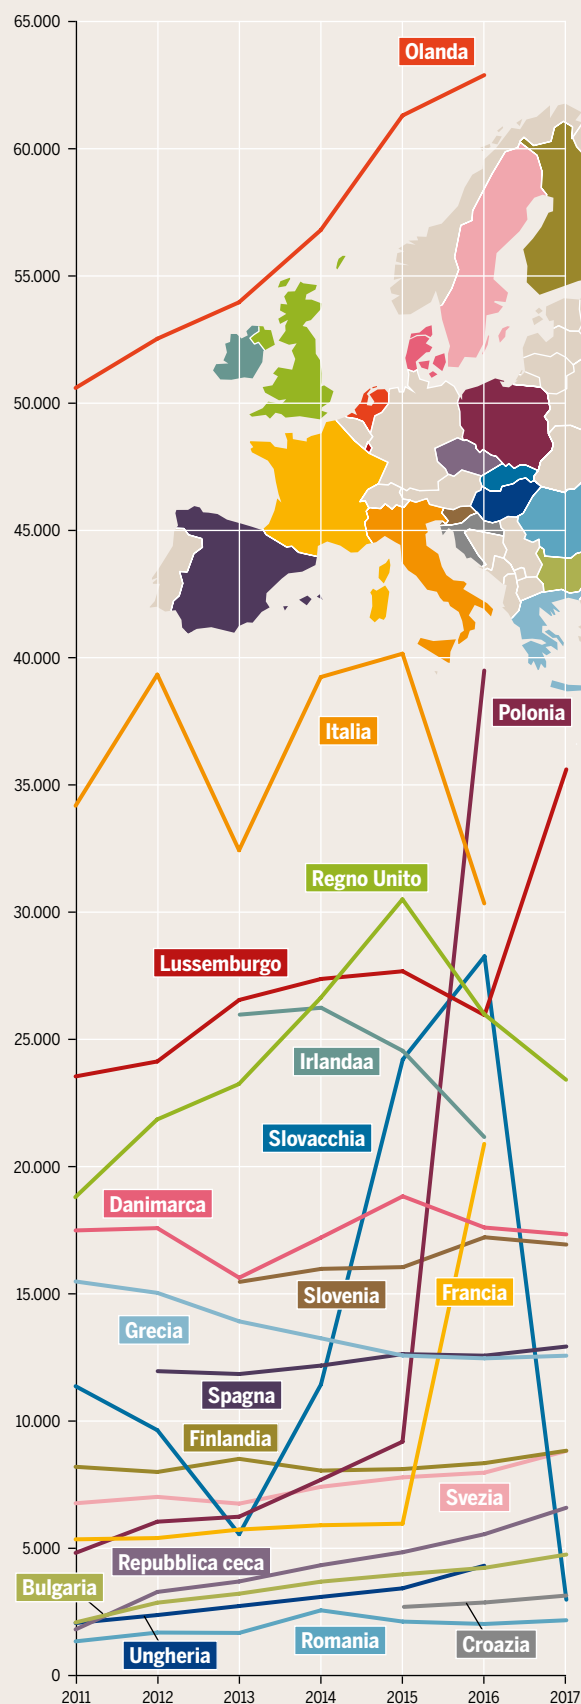 65.000
Olanda
60.000
55.000
50.000
45.000
40.000
Polonia
Italia
35.000
Regno Unito
30.000
Lussemburgo
25.000
Irlandaa
Slovacchia
20.000
Danimarca
15.000
Slovenia
Francia
Grecia
Spagna
10.000
Finlandia
Svezia
5.000
Repubblica ceca
Bulgaria
Romania
Croazia
Ungheria
0
2011 2012 2013 2014 2015 2016 2017